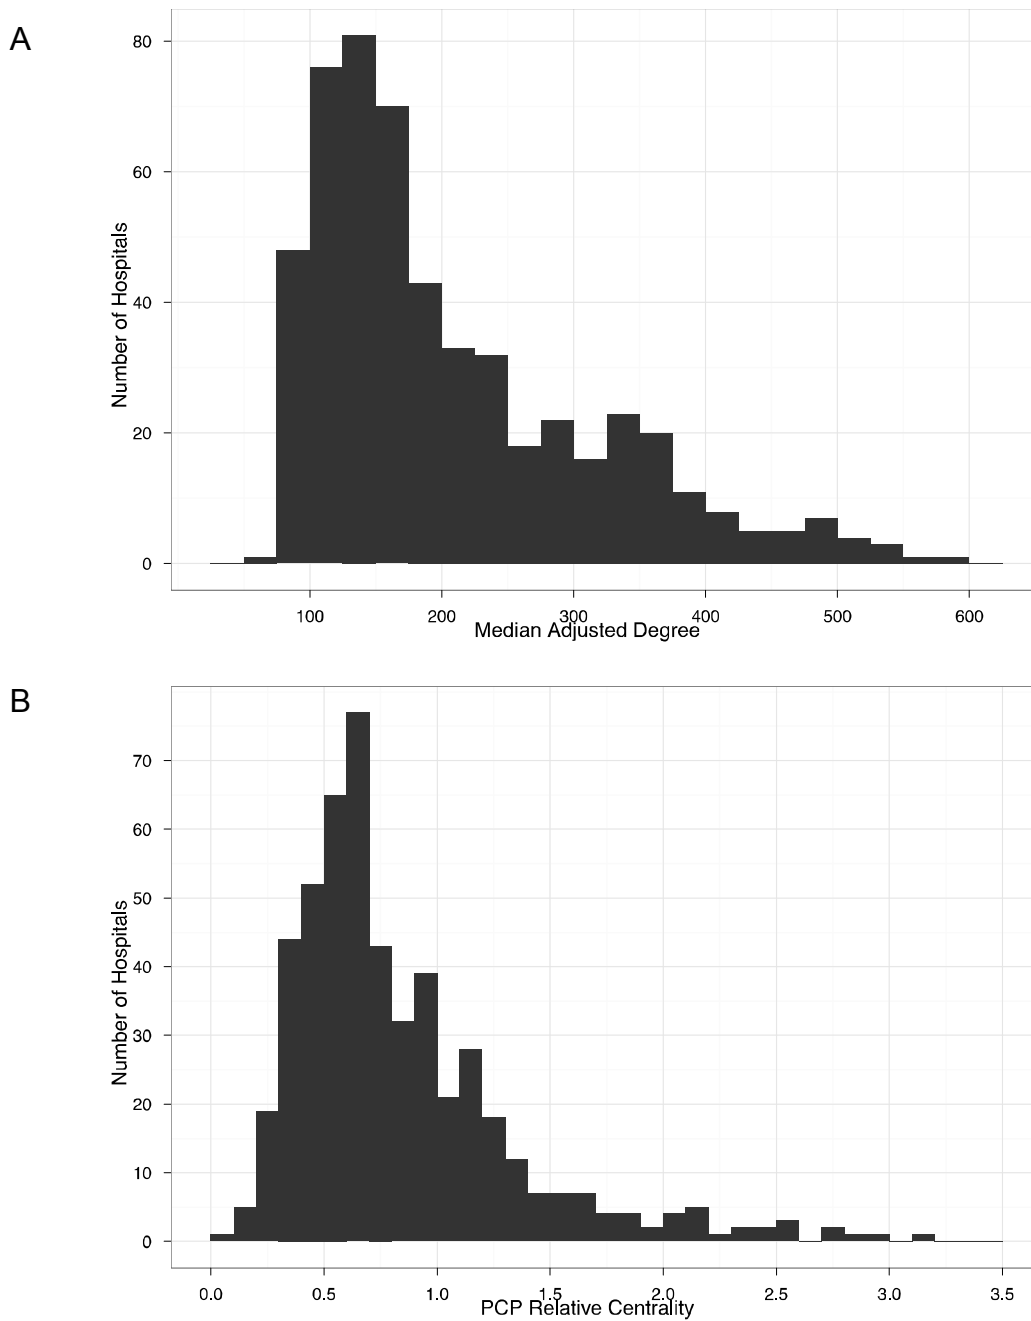 A
Number of Hospitals
80
60
40
20
0
100 200 300 400 500 600
Median Adjusted Degree
B
Number of Hospitals
70
60
50
40
30
20
10
0
0.0 0.5 1.0 1.5 2.0 2.5 3.0 3.5
PCP Relative Centrality